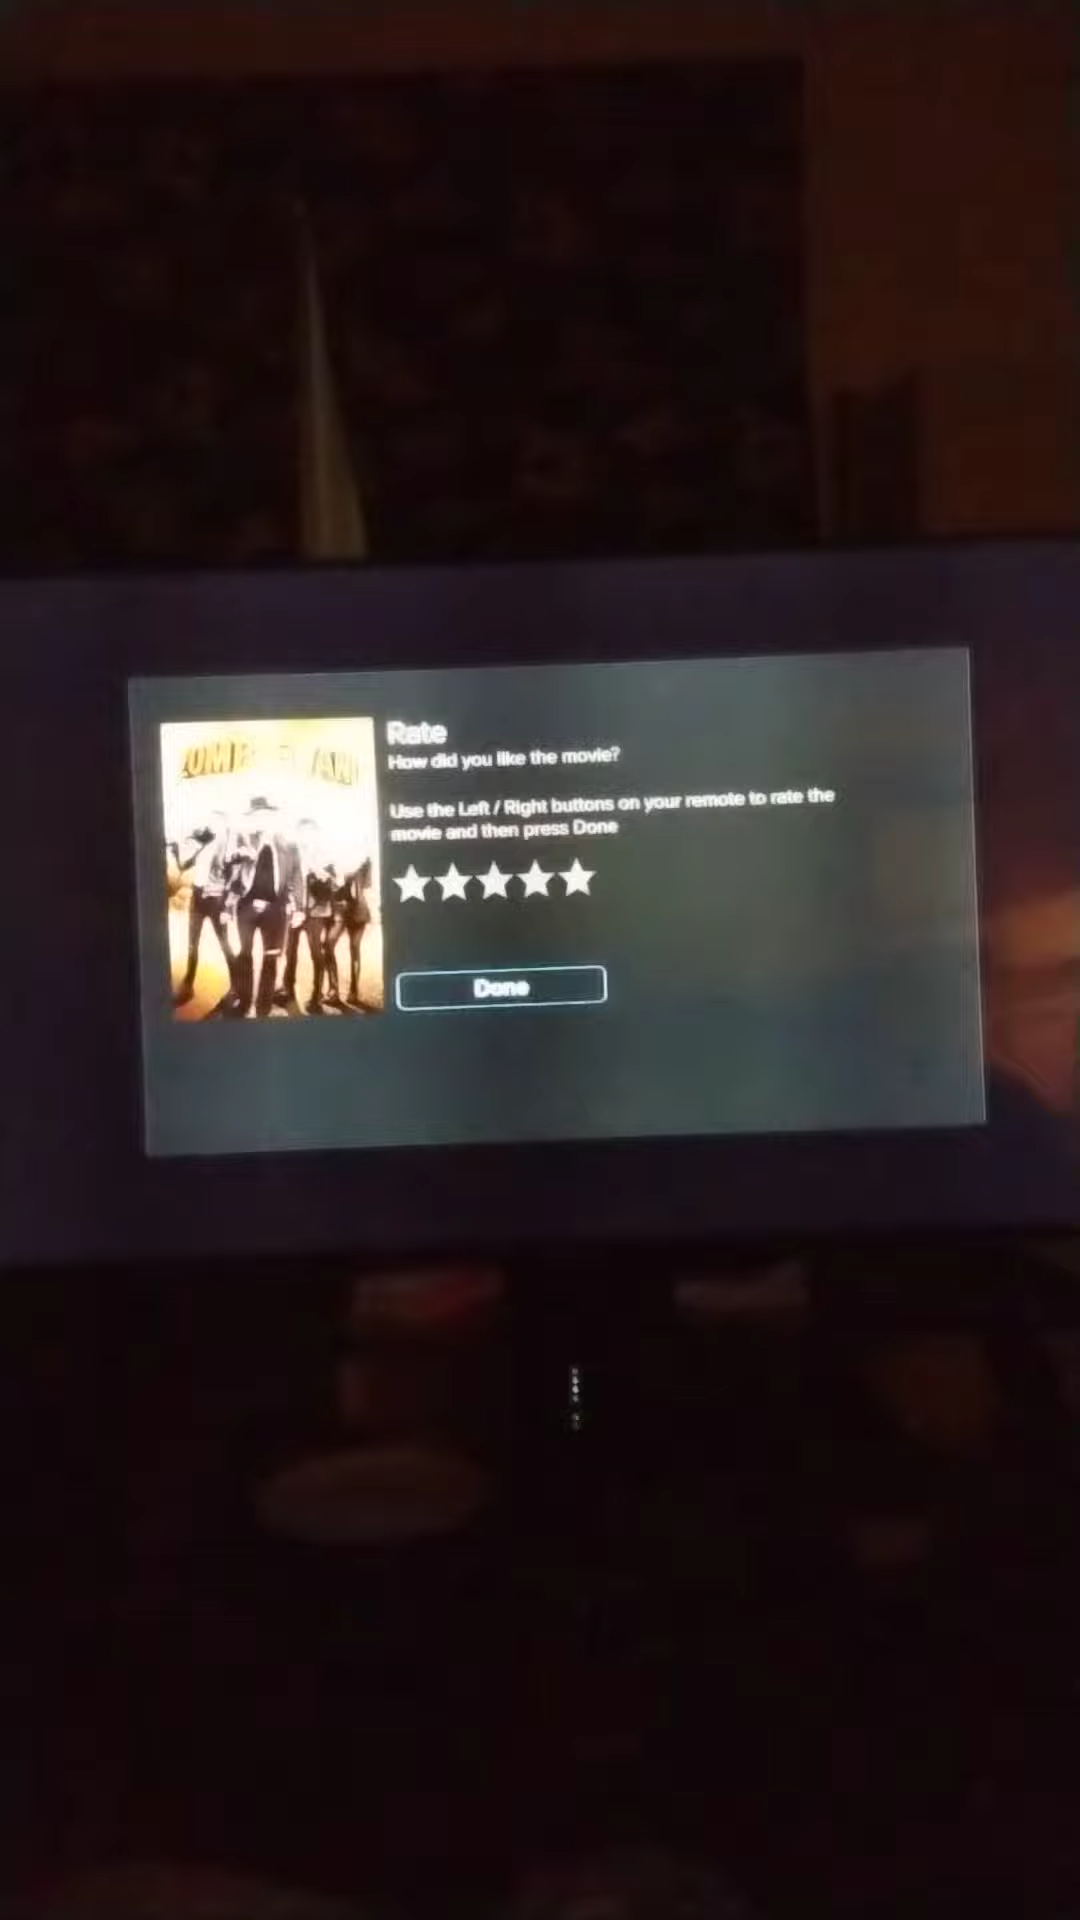 Rate
How did you like the movie?
Use the Left / Right buttons on your remote to rate the
movie and then press Done
Done